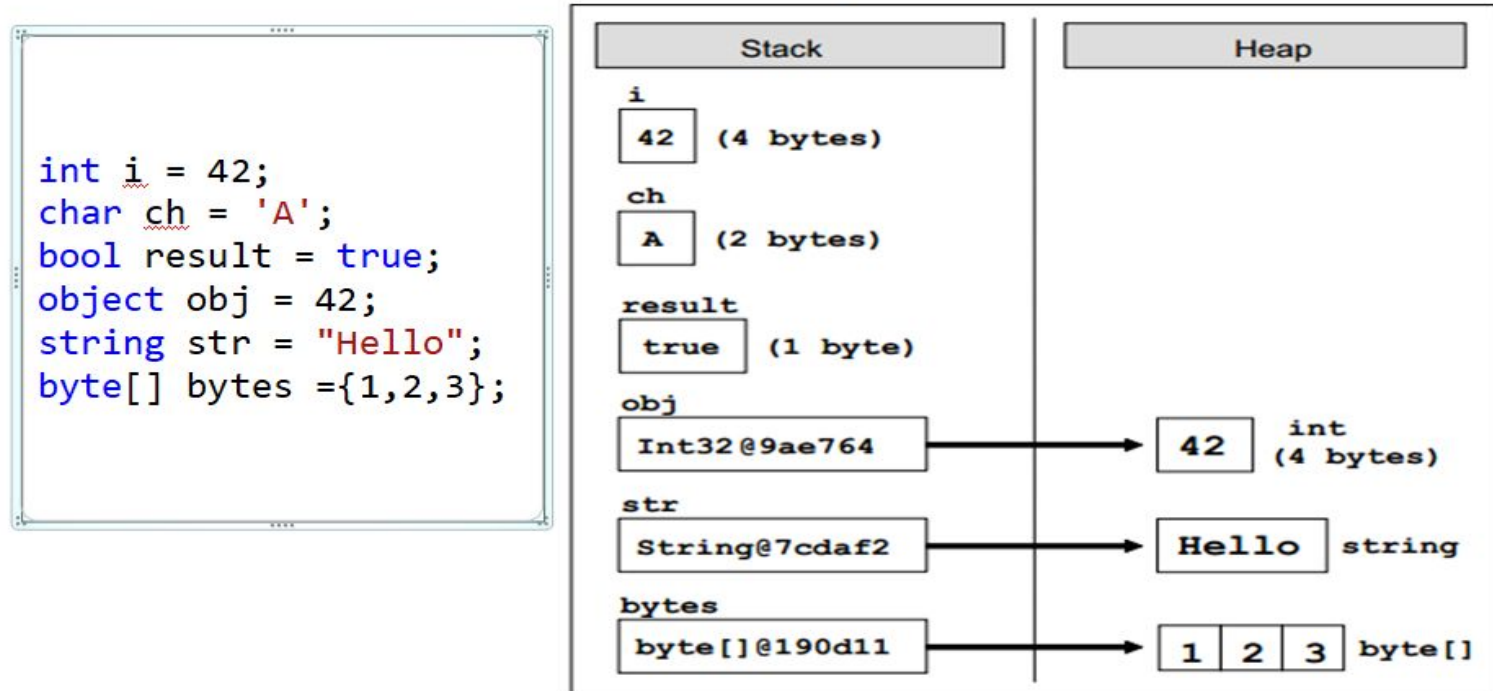 int i = 42;
char ch = 'A';
bool result = true;
object obj = 42;
string str = "Hello";
byte[] bytes ={1,2,3};
Stack
Heap
i
42 (4 bytes)
ch
A (2 bytes)
result
true (1 byte)
obj
Int32@9ae764
42
int
(4 bytes)
str
String@7cdaf2
Hello string
bytes
byte[]@190d11
1 2 3 byte[]